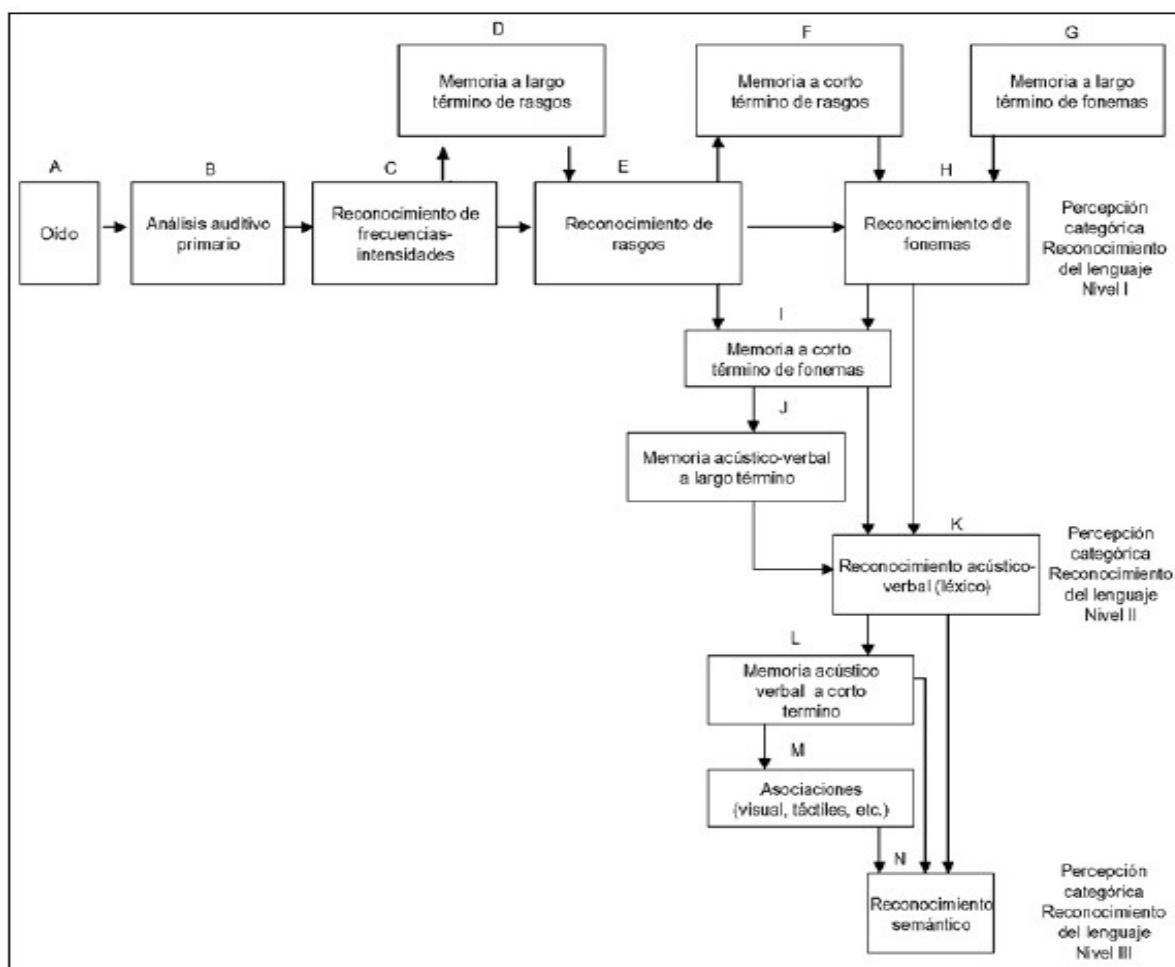 D
Memoria a largo
término de rasgos
F
Memoria a corto
término de rasgos
G
Memoria a largo
término de fonemas
A
Oído
B
Análisis auditivo
primario
C
Reconocimiento de
frecuencias-
intensidades
E
Reconocimiento de
rasgos
H
Reconocimiento de
fonemas
Percepción
categórica
Reconocimiento
del lenguaje
Nivel I
I
Memoria a corto
término de fonemas
J
Memoria acústico-verbal
a largo término
K
Reconocimiento acústico-
verbal (léxico)
Percepción
categórica
Reconocimiento
del lenguaje
Nivel II
L
Memoria acústico
verbal a corto
termino
M
Asociaciones
(visual, táctiles, etc.)
N
Reconocimiento
semántico
Percepción
categórica
Reconocimiento
del lenguaje
Nivel III